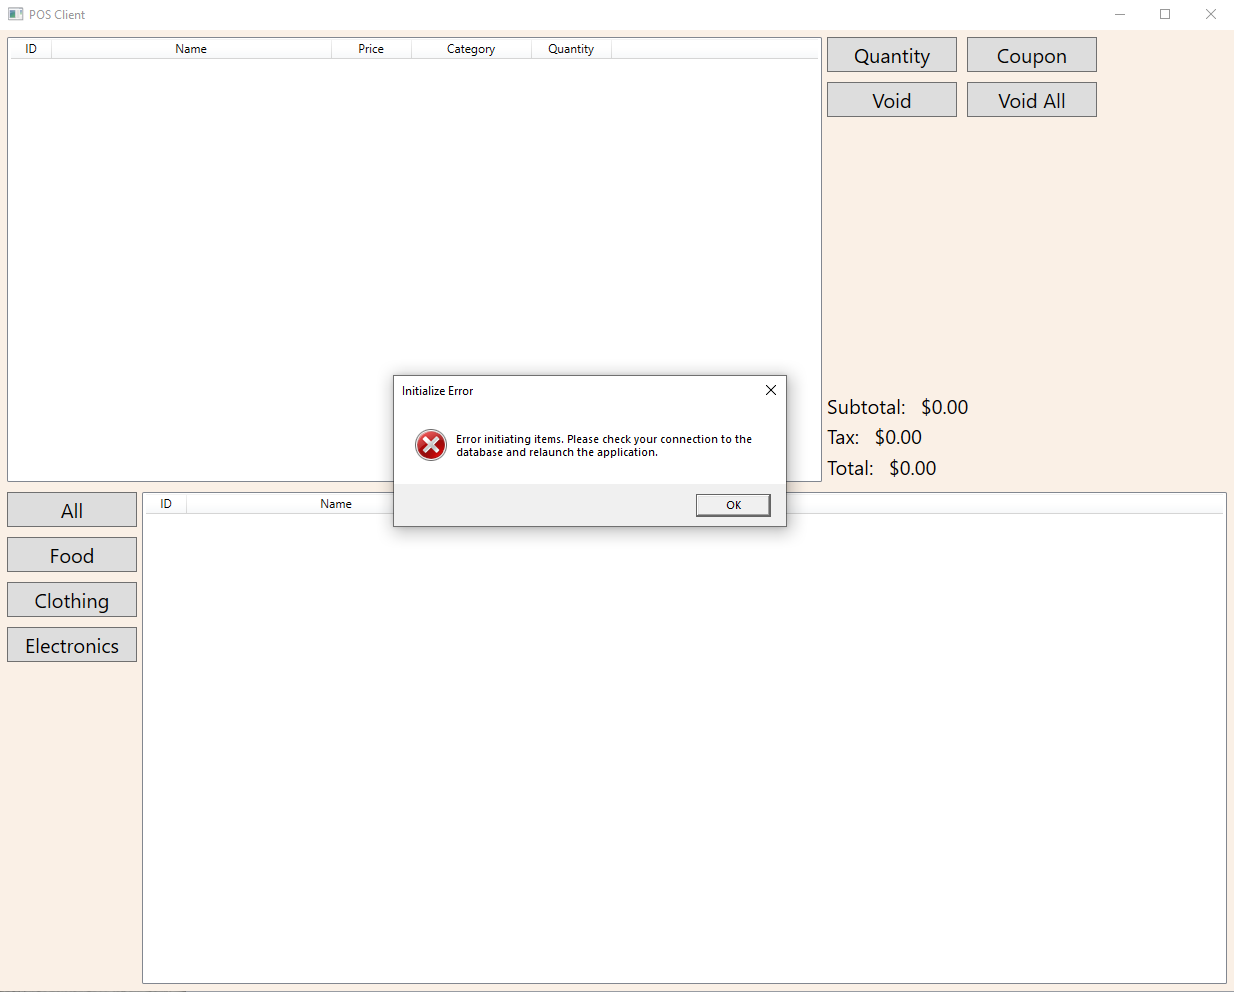 POS Client
ID Name Price Category Quantity
Quantity Coupon
Void Void All
Initialize Error
Error initiating items. Please check your connection to the
database and relaunch the application.
OK
Subtotal: $0.00
Tax: $0.00
Total: $0.00
All
Food
Clothing
Electronics
ID Name